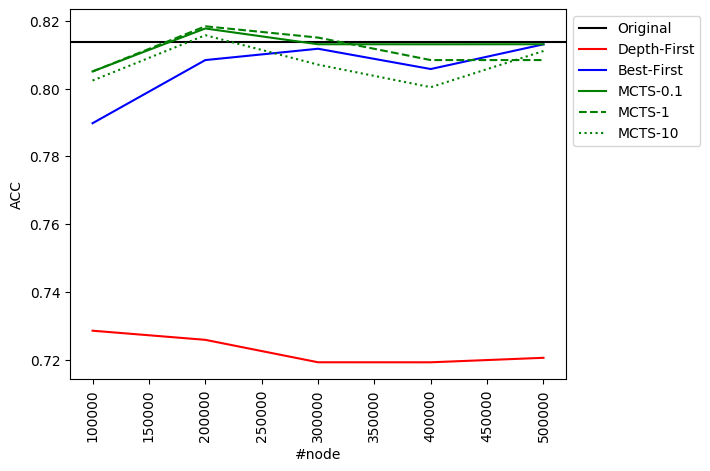 0.82
0.80
0.78
0.76
0.74
0.72
ACC
100000
150000
200000
250000
300000
350000
400000
450000
500000
#node
Original
Depth-First
Best-First
MCTS-0.1
MCTS-1
MCTS-10